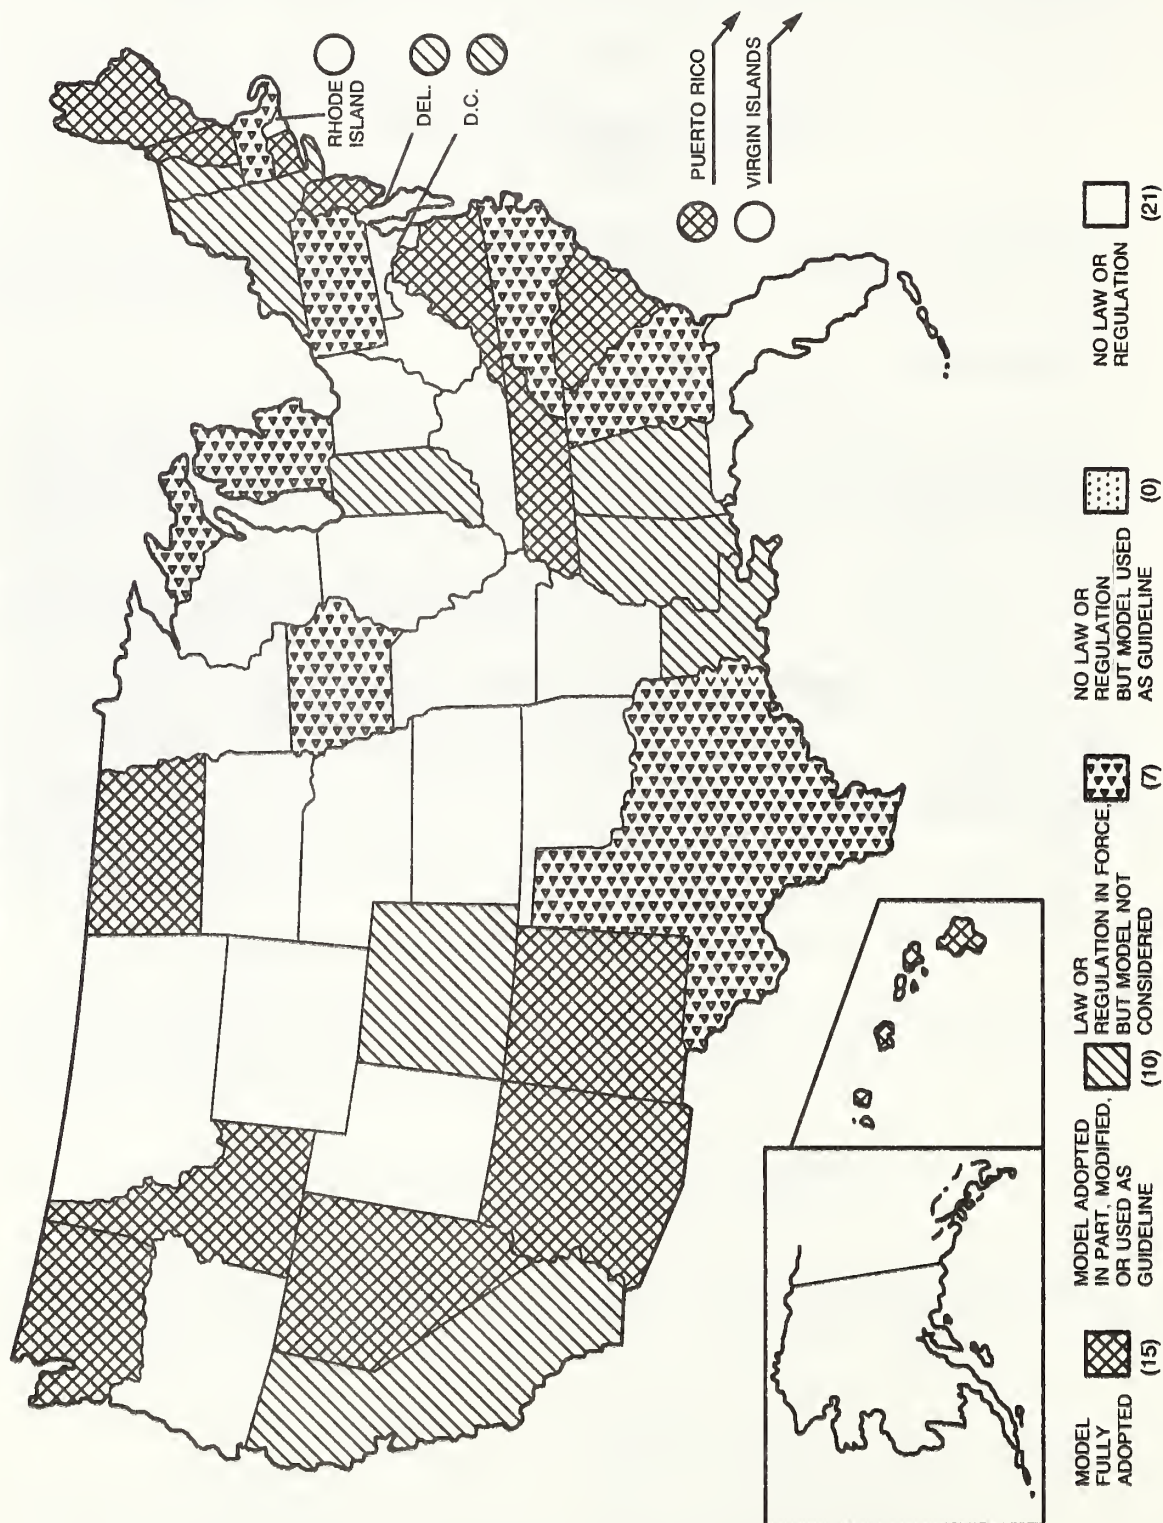 RHODE
ISLAND
DEL.
D.C.
PUERTO RICO
VIRGIN ISLANDS
MODEL
FULLY
ADOPTED
(15)
MODEL ADOPTED
IN PART, MODIFIED,
OR USED AS
GUIDELINE
(10)
LAW OR
REGULATION IN FORCE,
BUT MODEL NOT
CONSIDERED
(7)
NO LAW OR
REGULATION
BUT MODEL USED
AS GUIDELINE
(0)
NO LAW OR
REGULATION
(21)